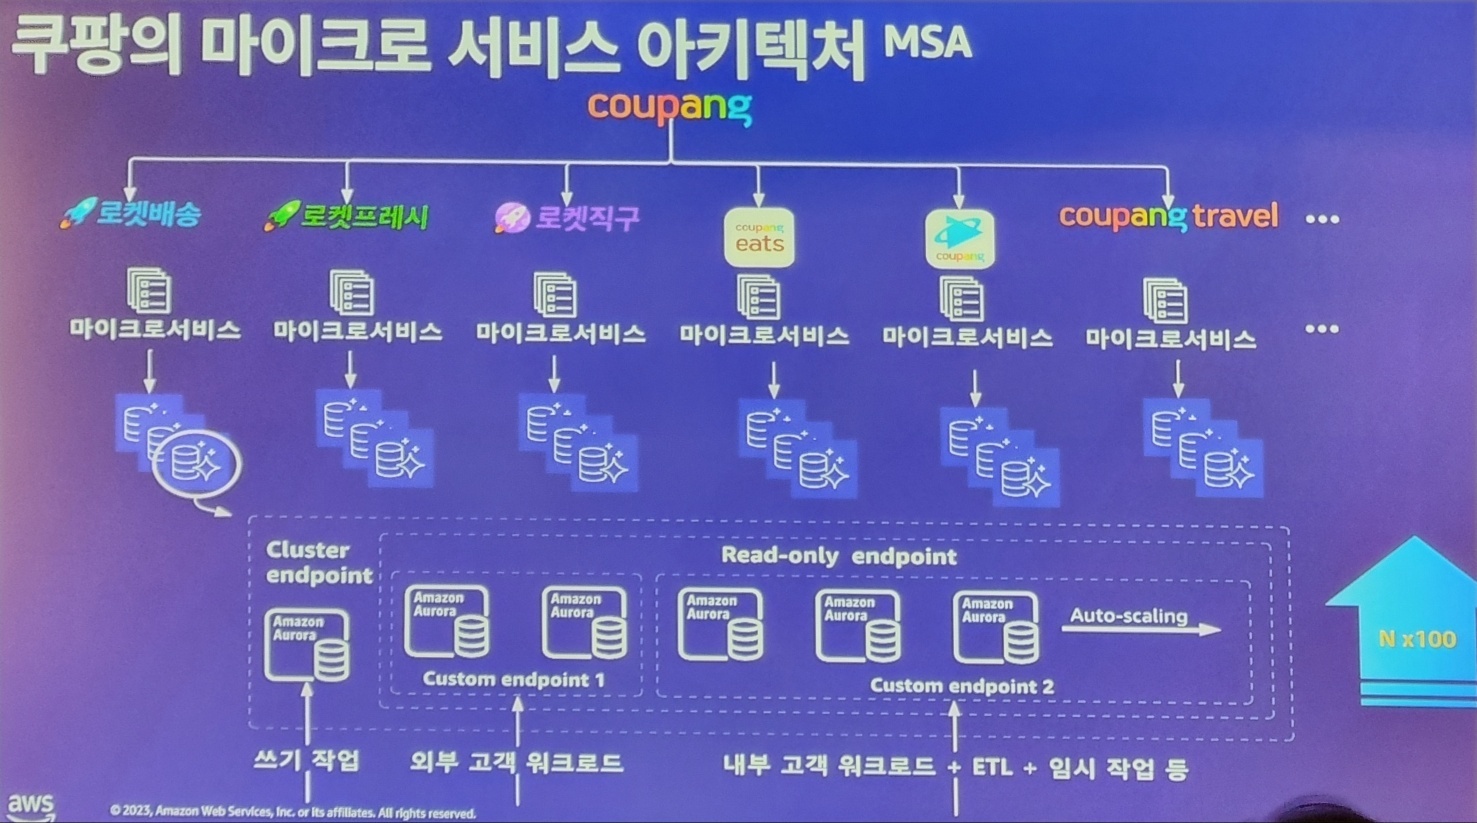 쿠팡의 마이크로 서비스 아키텍처 MSA
coupang
로켓배송
로켓프레시
로켓직구
coupang
eats
coupang
coupang travel
...
마이크로서비스
마이크로서비스
마이크로서비스
마이크로서비스
마이크로서비스
마이크로서비스
...
Cluster
endpoint
Read-only endpoint
Amazon
Aurora
Amazon
Aurora
Amazon
Aurora
Amazon
Aurora
Amazon
Aurora
Amazon
Aurora
Auto-scaling
N x100
Custom endpoint 1
Custom endpoint 2
쓰기 작업
외부 고객 워크로드
내부 고객 워크로드 + ETL + 임시 작업 등
aws
© 2023, Amazon Web Services, Inc. or its affiliates. All rights reserved.